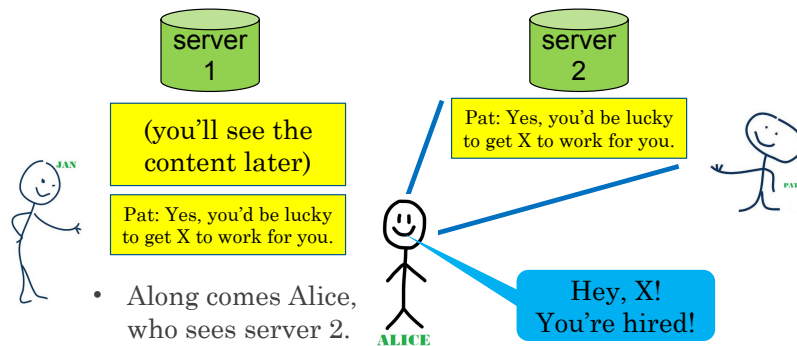 server
1
server
2
(you'll see the
content later)
Pat: Yes, you'd be lucky
to get X to work for you.
JAN
Pat: Yes, you'd be lucky
to get X to work for you.
PAT
• Along comes Alice,
who sees server 2.
Hey, X!
You're hired!
ALICE